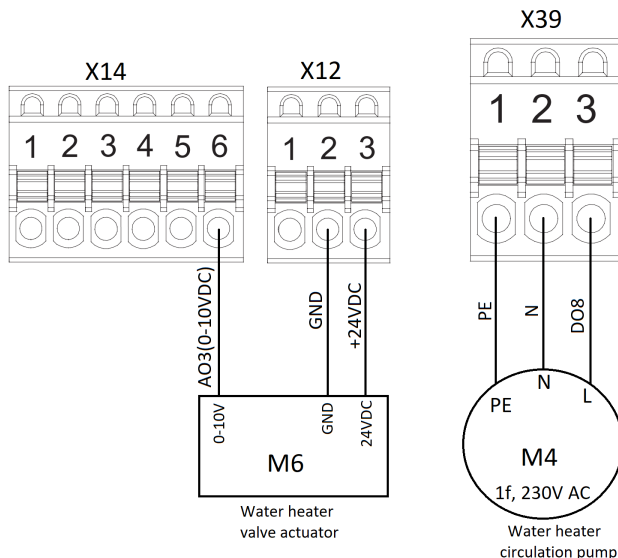 X14
X12
X39
1 2 3 4 5 6
1 2 3
1 2 3
AO3(0-10VDC)
GND
+24VDC
PE
N
DO8
0-10V
GND
24VDC
M6
Water heater
valve actuator
PE
N
L
M4
1f, 230V AC
Water heater
circulation pump